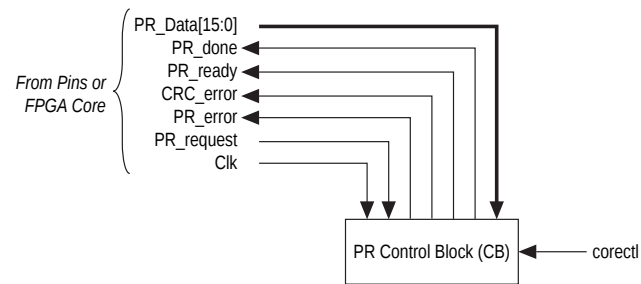 PR_Data[15:0]
PR_done
PR_ready
CRC_error
PR_error
PR_request
Clk
From Pins or
FPGA Core
PR Control Block (CB)
corectl